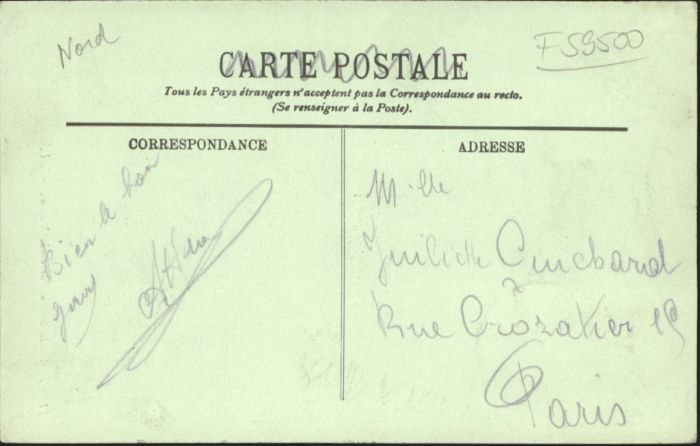 Nord
F59500
CARTE POSTALE
Tous les Pays étrangers n'acceptent pas la Correspondance au recto.
(Se renseigner à la Poste).
CORRESPONDANCE
Bien le bon
ADRESSE
Mlle
Juliette
Rue Crozatier 15
Paris